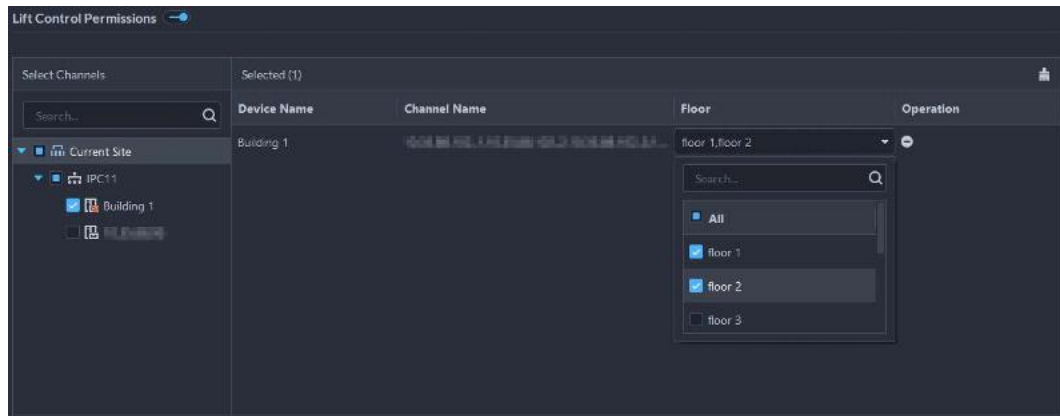 Lift Control Permissions
Select Channels
Selected (1)
Search...
Device Name Channel Name Floor Operation
Current Site
Building 1 floor 1,floor 2
IPC11
Search...
Building 1
All
floor 1
floor 2
floor 3